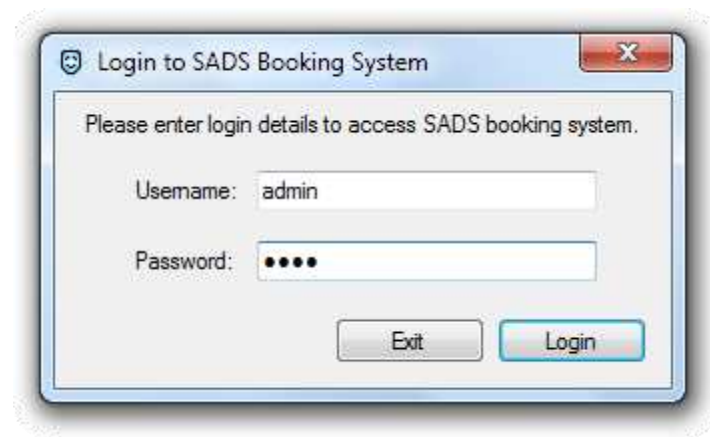 Login to SADS Booking System
Please enter login details to access SADS booking system.
Username: admin
Password: ••••
Exit Login